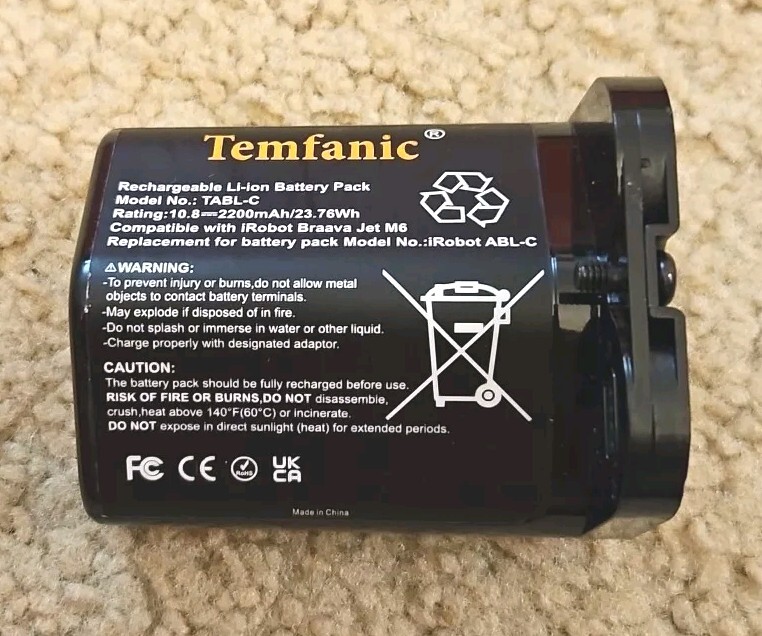 Temfanic®
Rechargeable Li-ion Battery Pack
Model No.: TABL-C
Rating:10.8⎓2200mAh/23.76Wh
Compatible with iRobot Braava Jet M6
Replacement for battery pack Model No.:iRobot ABL-C
⚠WARNING:
-To prevent injury or burns,do not allow metal
objects to contact battery terminals.
-May explode if disposed of in fire.
-Do not splash or immerse in water or other liquid.
-Charge properly with designated adaptor.
CAUTION:
The battery pack should be fully recharged before use.
RISK OF FIRE OR BURNS,DO NOT disassemble,
crush,heat above 140°F(60°C) or incinerate.
DO NOT expose in direct sunlight (heat) for extended periods.
FC CE RoHS UK
CA
Made in China